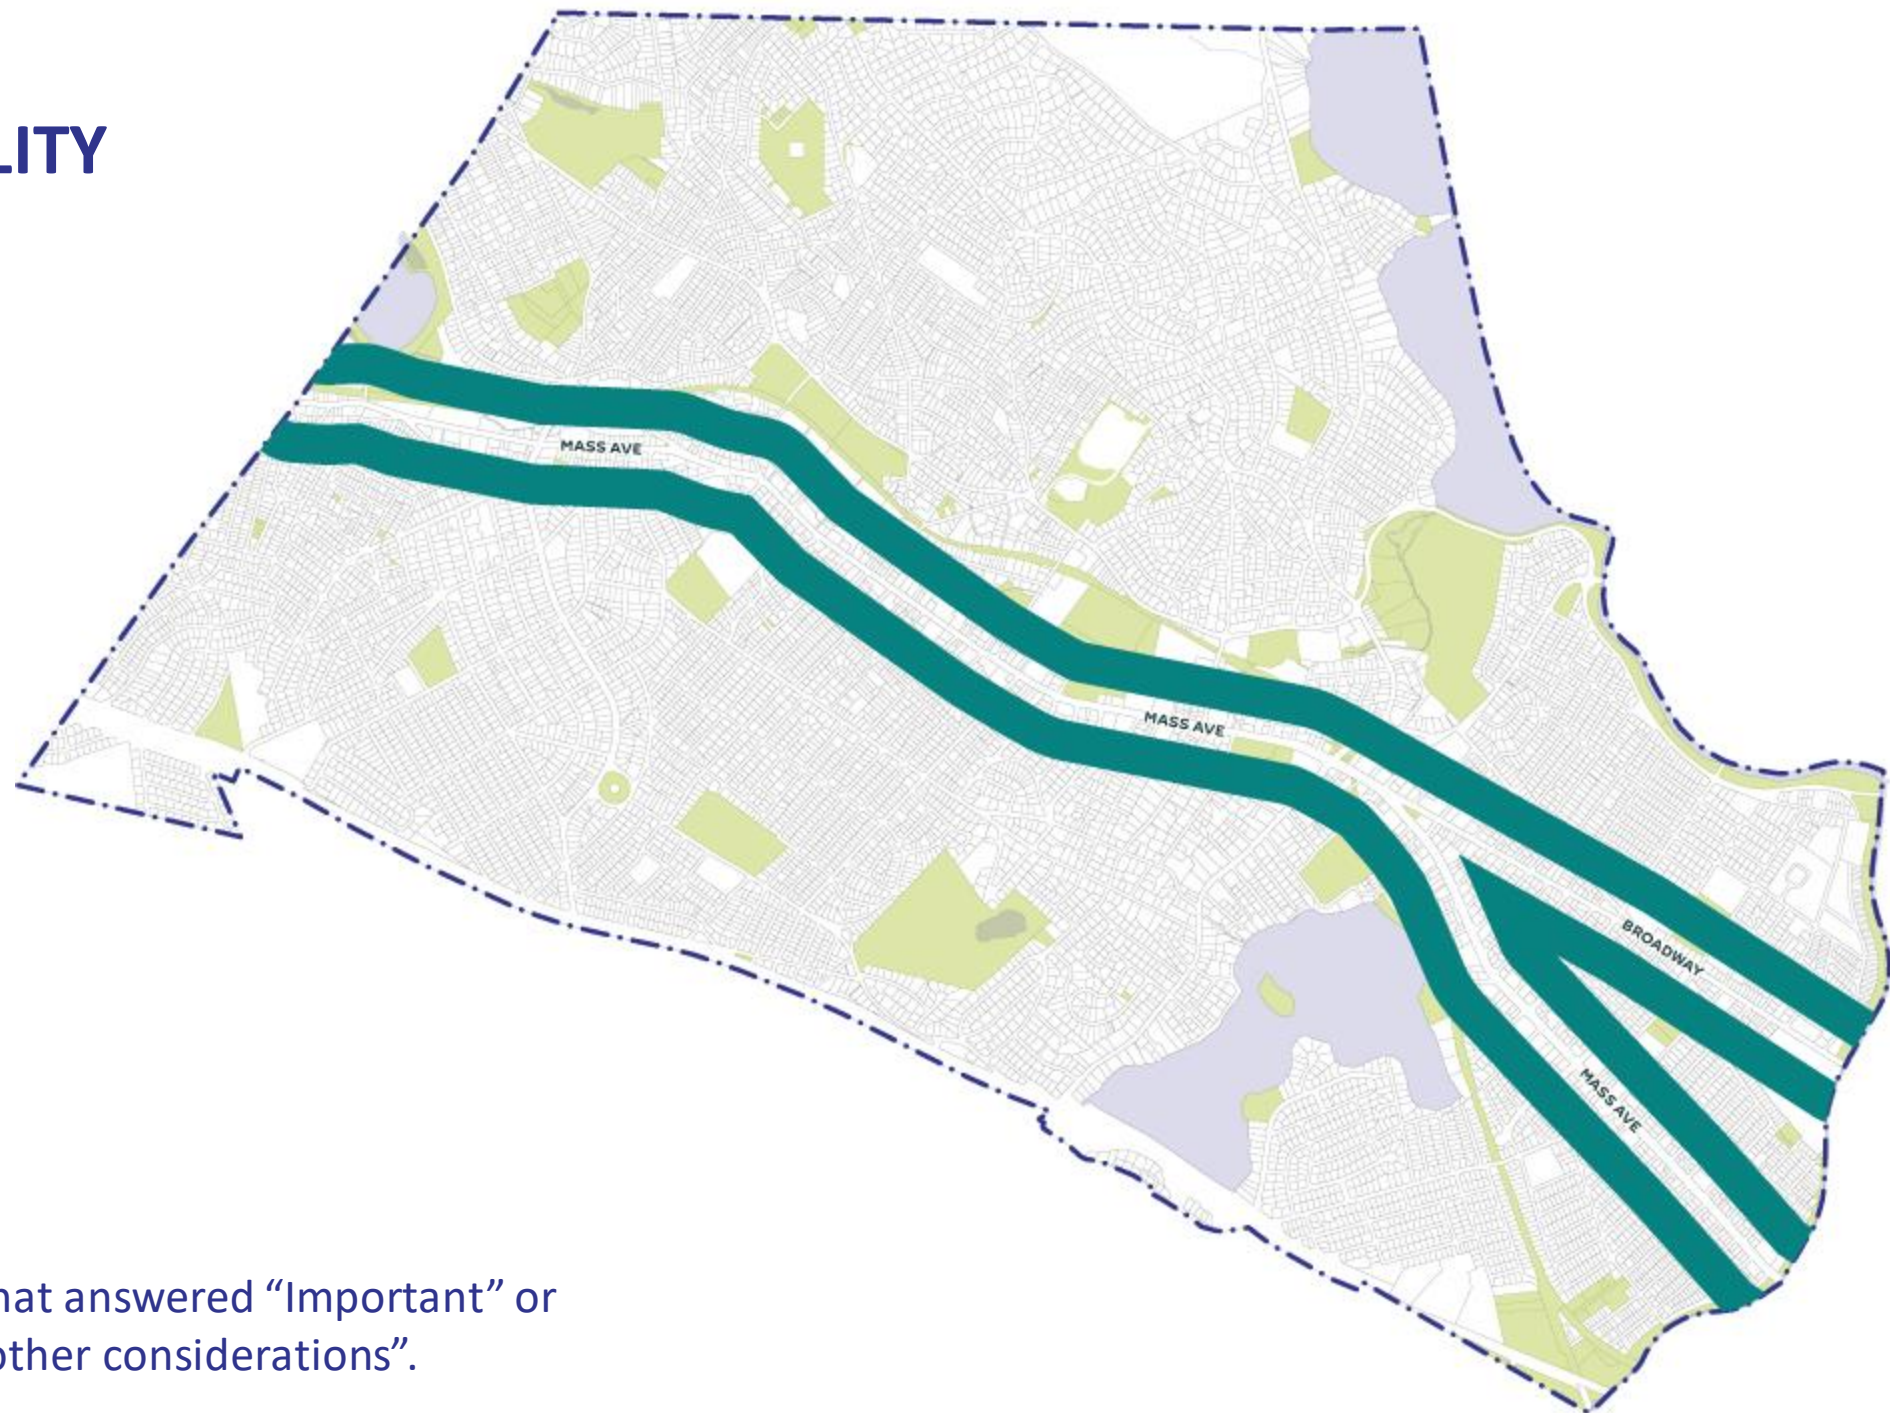 LITY
MASS AVE
MASS AVE
BROADWAY
MASS AVE
hat answered “Important” or
other considerations”.